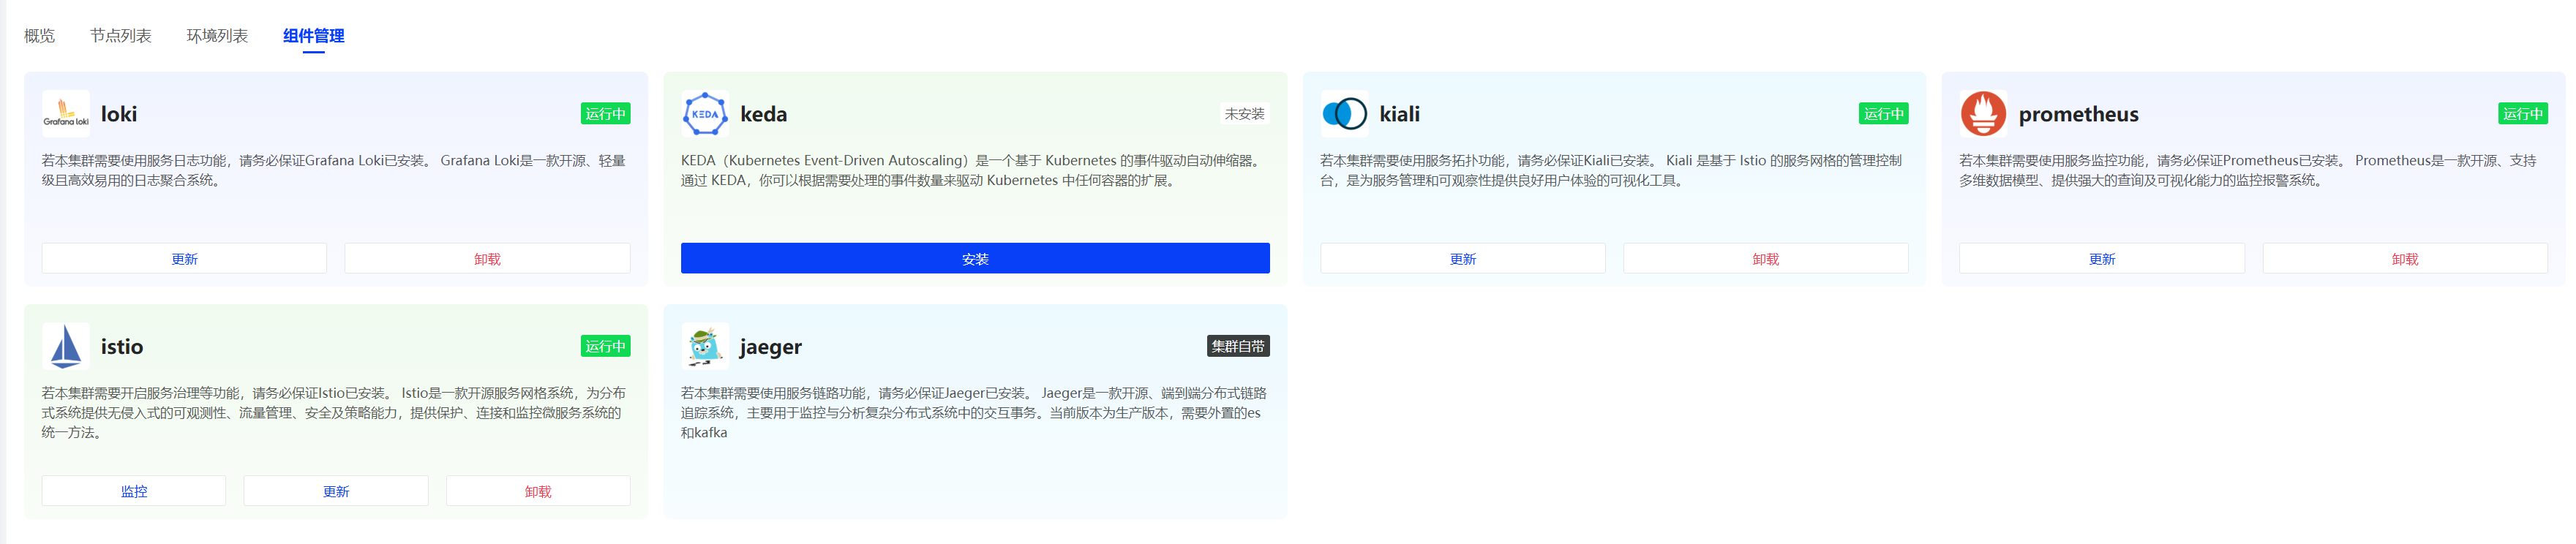 概览 节点列表 环境列表 组件管理
Grafana loki
loki
运行中
若本集群需要使用服务日志功能，请务必保证Grafana Loki已安装。 Grafana Loki是一款开源、轻量
级且高效易用的日志聚合系统。
更新 卸载
KEDA
keda
未安装
KEDA（Kubernetes Event-Driven Autoscaling）是一个基于 Kubernetes 的事件驱动自动伸缩器。
通过 KEDA，你可以根据需要处理的事件数量来驱动 Kubernetes 中任何容器的扩展。
安装
kiali
运行中
若本集群需要使用服务拓扑功能，请务必保证Kiali已安装。 Kiali 是基于 Istio 的服务网格的管理控制
台，是为服务管理和可观察性提供良好用户体验的可视化工具。
更新 卸载
prometheus
运行中
若本集群需要使用服务监控功能，请务必保证Prometheus已安装。 Prometheus是一款开源、支持
多维数据模型、提供强大的查询及可视化能力的监控报警系统。
更新 卸载
istio
运行中
若本集群需要开启服务治理等功能，请务必保证Istio已安装。 Istio是一款开源服务网格系统，为分布
式系统提供无侵入式的可观测性、流量管理、安全及策略能力，提供保护、连接和监控微服务系统的
统一方法。
监控 更新 卸载
jaeger
集群自带
若本集群需要使用服务链路功能，请务必保证Jaeger已安装。 Jaeger是一款开源、端到端分布式链路
追踪系统，主要用于监控与分析复杂分布式系统中的交互事务。当前版本为生产版本，需要外置的es
和kafka